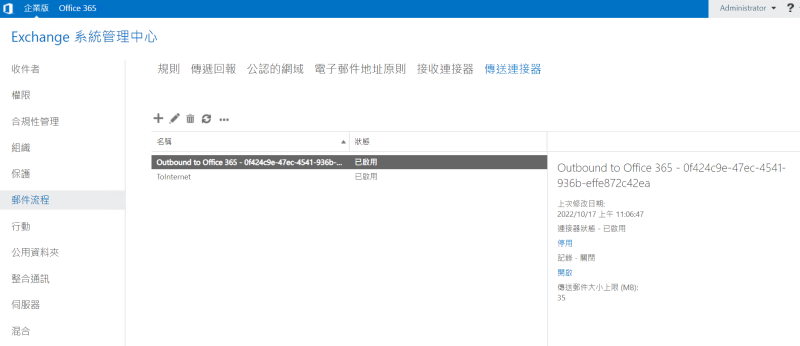 企業版 Office 365 Administrator ?
Exchange 系統管理中心
收件者
權限
合規性管理
組織
保護
郵件流程
行動
公用資料夾
整合通訊
伺服器
混合
規則 傳遞回報 公認的網域 電子郵件地址原則 接收連接器 傳送連接器
名稱 狀態
Outbound to Office 365 - 0f424c9e-47ec-4541-936b-... 已啟用
ToInternet 已啟用
Outbound to Office 365 - 0f424c9e-47ec-4541-
936b-effe872c42ea
上次修改日期:
2022/10/17 上午 11:06:47
連接器狀態 - 已啟用
停用
記錄 - 關閉
開啟
傳送郵件大小上限 (MB):
35